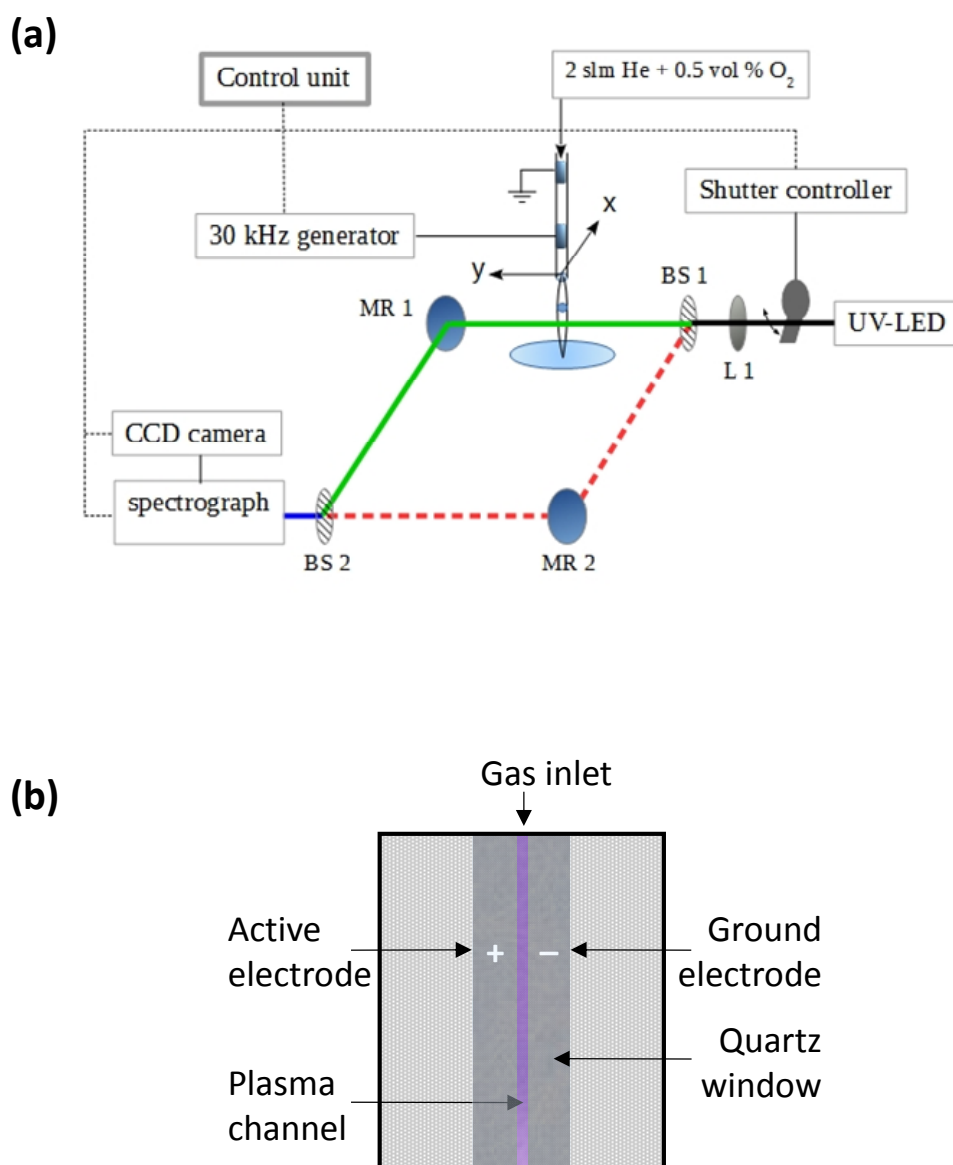 (a)
2 slm He + 0.5 vol % O2
Control unit
Shutter controller
x
30 kHz generator
y
BS 1
MR 1
UV-LED
L 1
CCD camera
spectrograph
BS 2
MR 2
(b)
Gas inlet
Active
electrode
+
−
Ground
electrode
Quartz
window
Plasma
channel